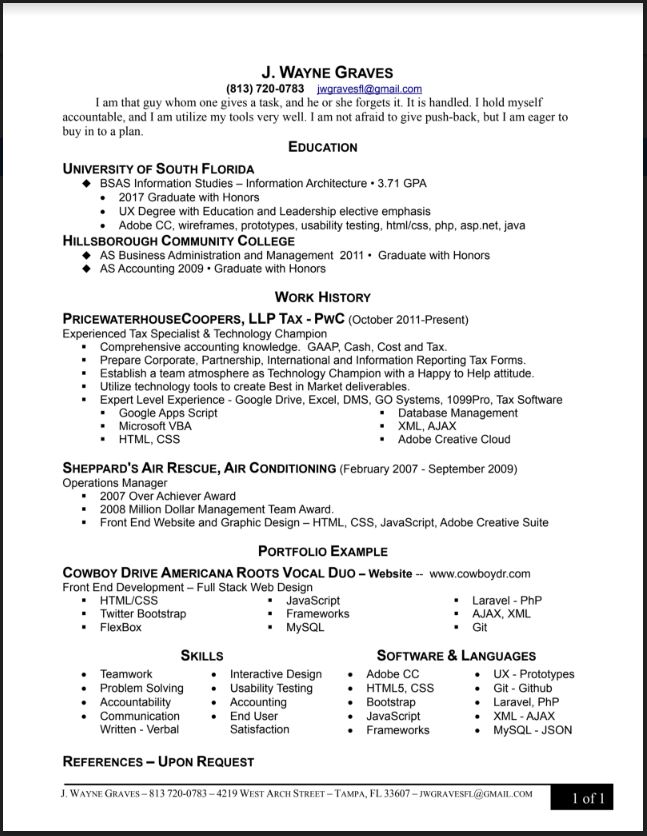 J. WAYNE GRAVES
(813) 720-0783 jwgravesfl@gmail.com
I am that guy whom one gives a task, and he or she forgets it. It is handled. I hold myself
accountable, and I am utilize my tools very well. I am not afraid to give push-back, but I am eager to
buy in to a plan.
EDUCATION
UNIVERSITY OF SOUTH FLORIDA
◆ BSAS Information Studies – Information Architecture • 3.71 GPA
• 2017 Graduate with Honors
• UX Degree with Education and Leadership elective emphasis
• Adobe CC, wireframes, prototypes, usability testing, html/css, php, asp.net, java
HILLSBOROUGH COMMUNITY COLLEGE
◆ AS Business Administration and Management 2011 • Graduate with Honors
◆ AS Accounting 2009 • Graduate with Honors
WORK HISTORY
PRICEWATERHOUSECOOPERS, LLP TAX - PWC (October 2011-Present)
Experienced Tax Specialist & Technology Champion
▪ Comprehensive accounting knowledge. GAAP, Cash, Cost and Tax.
▪ Prepare Corporate, Partnership, International and Information Reporting Tax Forms.
▪ Establish a team atmosphere as Technology Champion with a Happy to Help attitude.
▪ Utilize technology tools to create Best in Market deliverables.
▪ Expert Level Experience - Google Drive, Excel, DMS, GO Systems, 1099Pro, Tax Software
▪ Google Apps Script ▪ Database Management
▪ Microsoft VBA ▪ XML, AJAX
▪ HTML, CSS ▪ Adobe Creative Cloud
SHEPPARD'S AIR RESCUE, AIR CONDITIONING (February 2007 - September 2009)
Operations Manager
▪ 2007 Over Achiever Award
▪ 2008 Million Dollar Management Team Award.
▪ Front End Website and Graphic Design – HTML, CSS, JavaScript, Adobe Creative Suite
PORTFOLIO EXAMPLE
COWBOY DRIVE AMERICANA ROOTS VOCAL DUO – Website -- www.cowboydr.com
Front End Development – Full Stack Web Design
▪ HTML/CSS ▪ JavaScript ▪ Laravel - PhP
▪ Twitter Bootstrap ▪ Frameworks ▪ AJAX, XML
▪ FlexBox ▪ MySQL ▪ Git
SKILLS SOFTWARE & LANGUAGES
• Teamwork • Interactive Design • Adobe CC • UX - Prototypes
• Problem Solving • Usability Testing • HTML5, CSS • Git - Github
• Accountability • Accounting • Bootstrap • Laravel, PhP
• Communication • End User • JavaScript • XML - AJAX
Written - Verbal Satisfaction • Frameworks • MySQL - JSON
REFERENCES – UPON REQUEST
J. WAYNE GRAVES – 813 720-0783 – 4219 WEST ARCH STREET – TAMPA, FL 33607 – JWGRAVESFL@GMAIL.COM 1 of 1